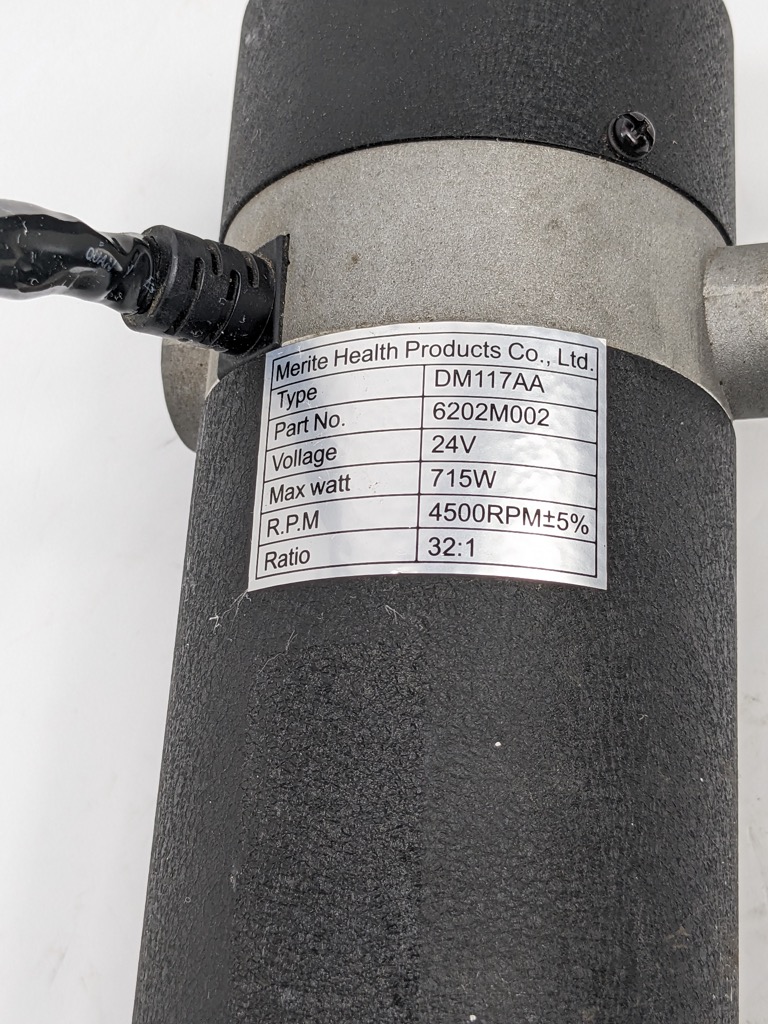 Merite Health Products Co., Ltd.
Type DM117AA
Part No. 6202M002
Vollage 24V
Max watt 715W
R.P.M 4500RPM±5%
Ratio 32:1